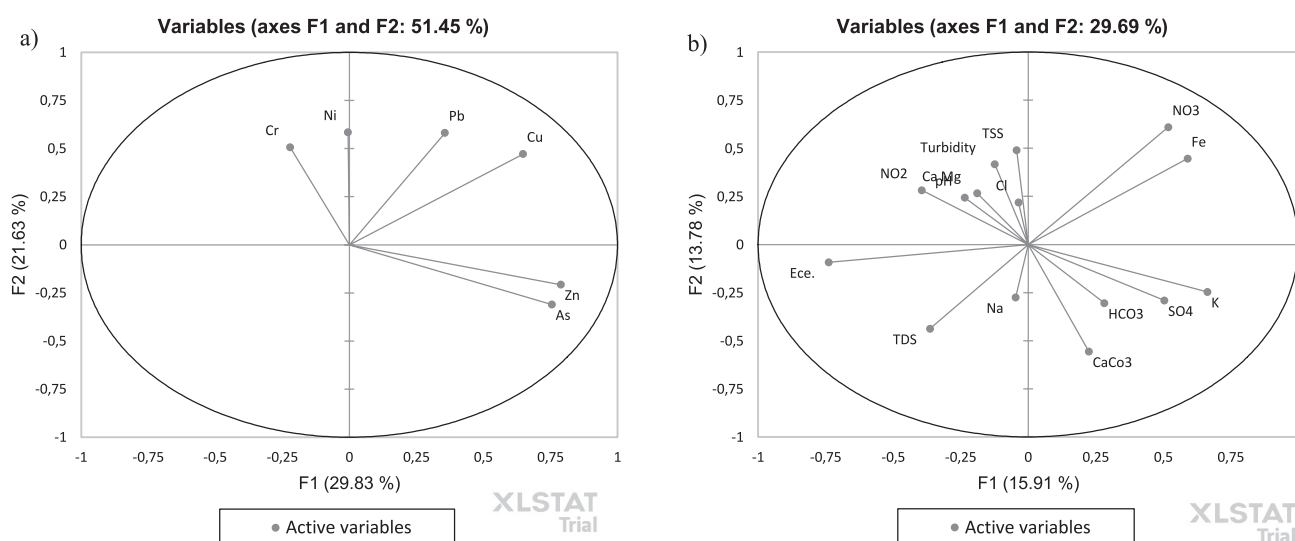 a)
Variables (axes F1 and F2: 51.45 %)
1
0,75
0,5
0,25
0
-0,25
-0,5
-0,75
-1
F2 (21.63 %)
Cr
Ni
Pb
Cu
Zn
As
-1 -0,75 -0,5 -0,25 0 0,25 0,5 0,75 1
F1 (29.83 %)
XLSTAT
Trial
Active variables
b)
Variables (axes F1 and F2: 29.69 %)
1
0,75
0,5
0,25
0
-0,25
-0,5
-0,75
-1
F2 (13.78 %)
NO3
TSS
Fe
Turbidity
NO2
Ca
Mg
pH
Cl
Ece.
Na
HCO3
SO4
K
TDS
CaCo3
-1 -0,75 -0,5 -0,25 0 0,25 0,5 0,75 1
F1 (15.91 %)
XLSTAT
Trial
Active variables